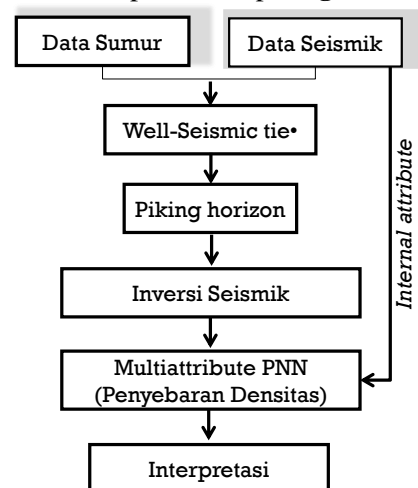 Data Sumur
Data Seismik
Well-Seismic tie•
Piking horizon
Inversi Seismik
Multiattribute PNN
(Penyebaran Densitas)
Interpretasi
Internal attribute